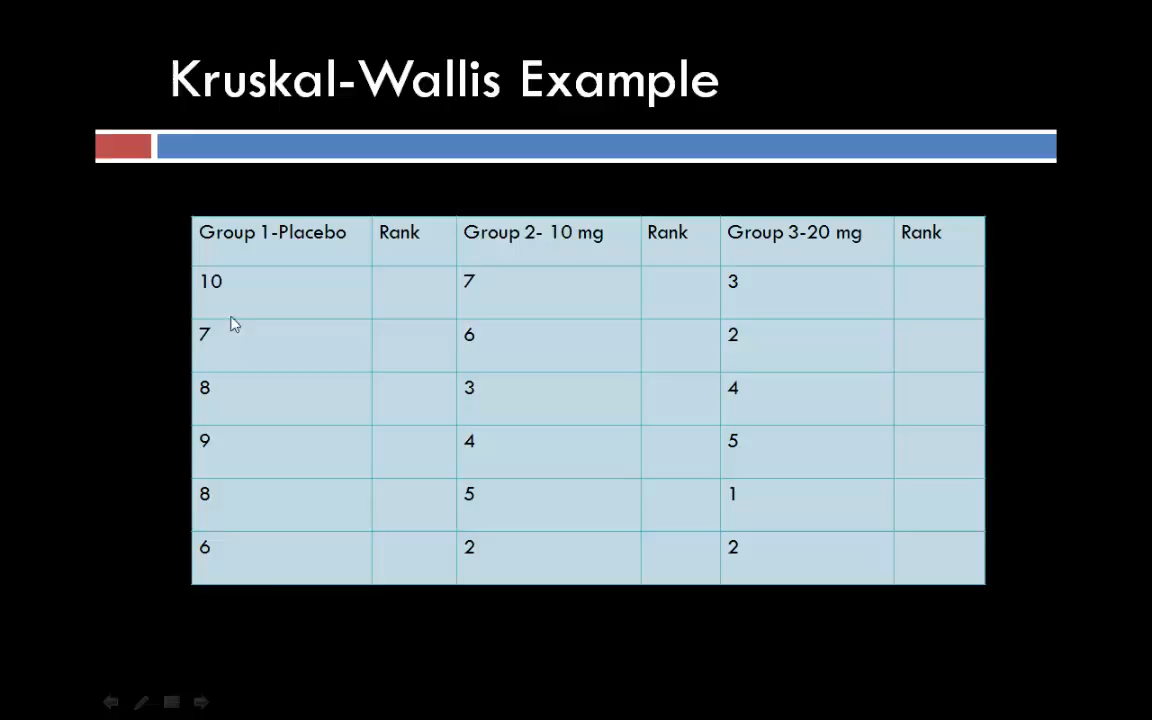 Kruskal-Wallis Example
Group 1-Placebo Rank Group 2- 10 mg Rank Group 3-20 mg Rank
10 7 3
7 6 2
8 3 4
9 4 5
8 5 1
6 2 2